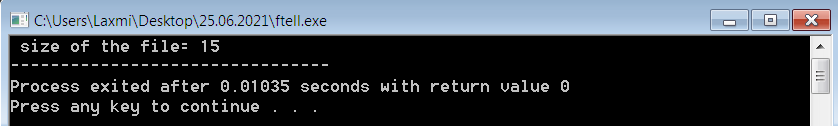 C:\Users\Laxmi\Desktop\25.06.2021\ftell.exe
size of the file= 15
--------------------------------
Process exited after 0.01035 seconds with return value 0
Press any key to continue . . .